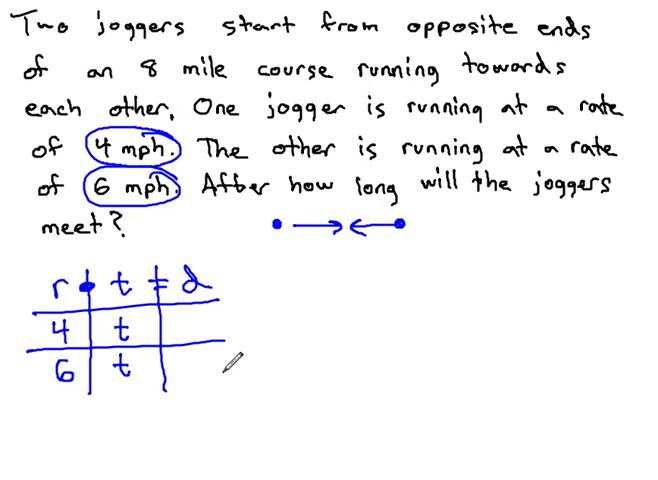 Two joggers start from opposite ends
of an 8 mile course running towards
each other. One jogger is running at a rate
of 4 mph. The other is running at a rate
of 6 mph. After how long will the joggers
meet?
r • t = d
4 t
6 t